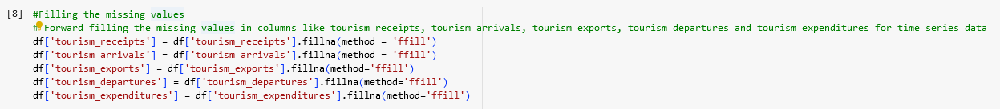 [8] #Filling the missing values
# Forward filling the missing values in columns like tourism_receipts, tourism_arrivals, tourism_exports, tourism_departures and tourism_expenditures for time series data
df['tourism_receipts'] = df['tourism_receipts'].fillna(method = 'ffill')
df['tourism_arrivals'] = df['tourism_arrivals'].fillna(method = 'ffill')
df['tourism_exports'] = df['tourism_exports'].fillna(method='ffill')
df['tourism_departures'] = df['tourism_departures'].fillna(method='ffill')
df['tourism_expenditures'] = df['tourism_expenditures'].fillna(method='ffill')